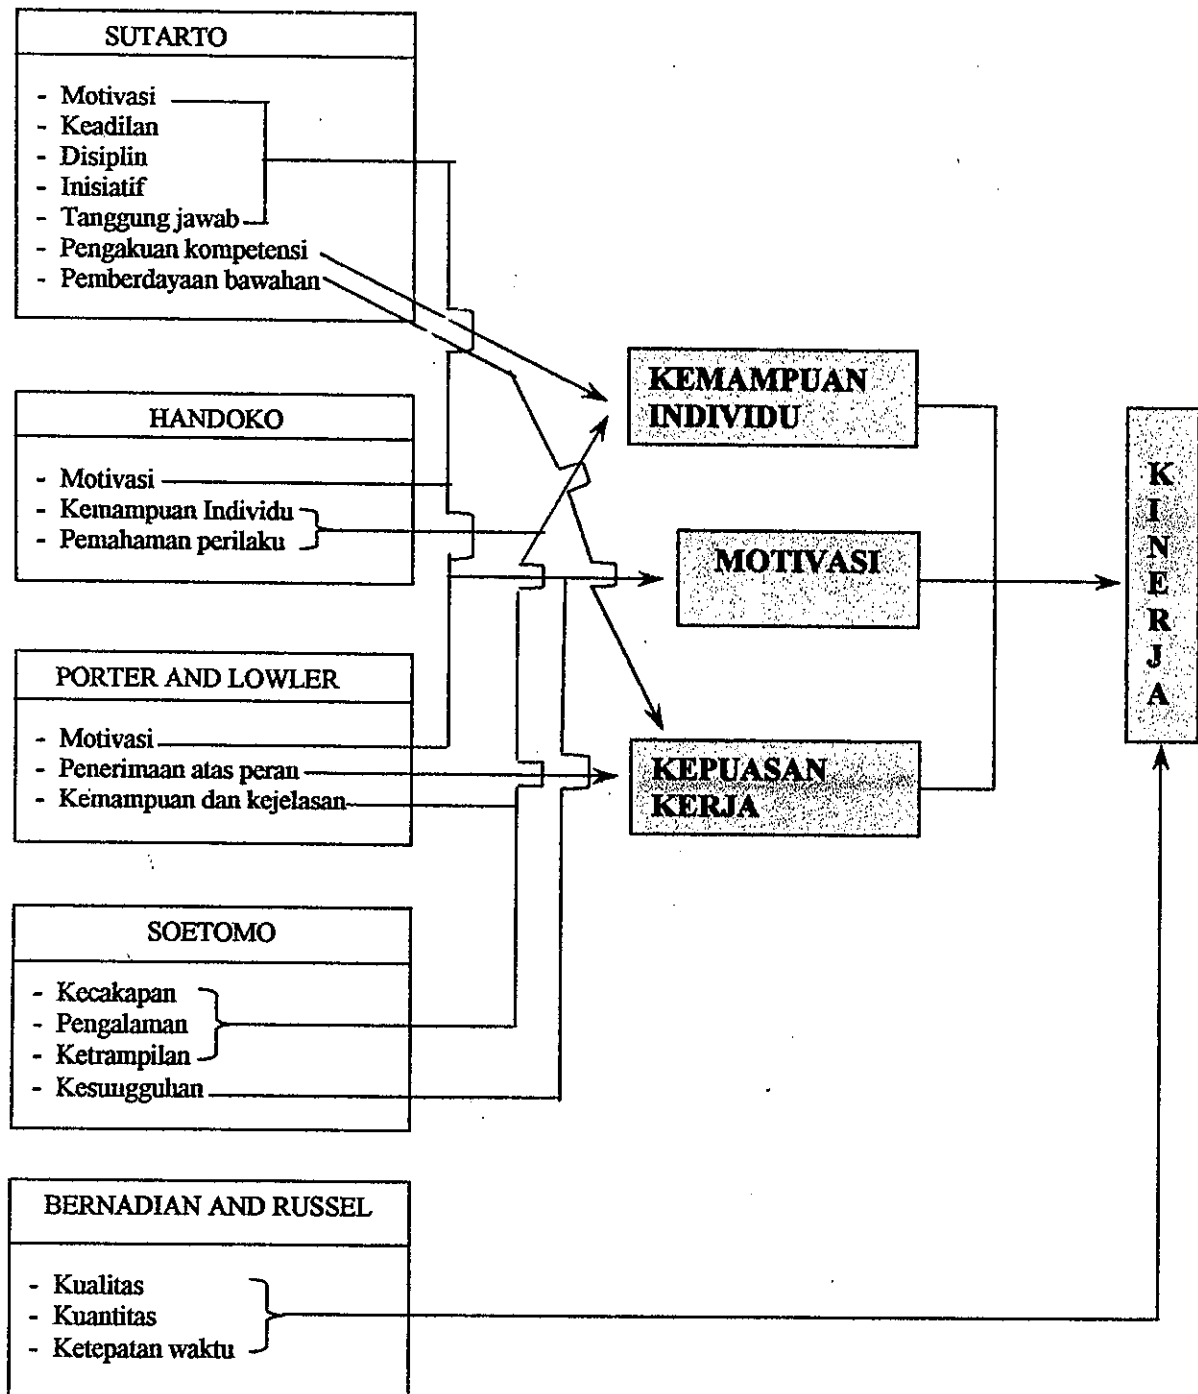 SUTARTO
- Motivasi
- Keadilan
- Disiplin
- Inisiatif
- Tanggung jawab
- Pengakuan kompetensi
- Pemberdayaan bawahan
HANDOKO
- Motivasi
- Kemampuan Individu
- Pemahaman perilaku
PORTER AND LOWLER
- Motivasi
- Penerimaan atas peran
- Kemampuan dan kejelasan
SOETOMO
- Kecakapan
- Pengalaman
- Ketrampilan
- Kesungguhan
BERNADIAN AND RUSSEL
- Kualitas
- Kuantitas
- Ketepatan waktu
KEMAMPUAN
INDIVIDU
MOTIVASI
KEPUASAN
KERJA
K
I
N
E
R
J
A